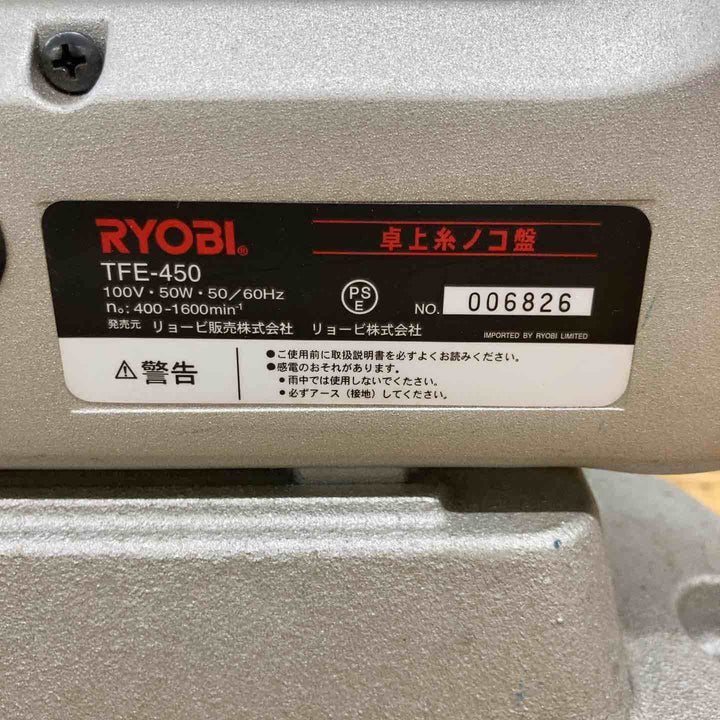 RYOBI®
卓上糸ノコ盤
TFE-450
100V・50W・50／60Hz
n₀: 400-1600min⁻¹
PS
E
NO. 006826
発売元 リョービ販売株式会社 リョービ株式会社
IMPORTED BY RYOBI LIMITED
⚠警告
●ご使用前に取扱説明書を必ずよくお読みください。
●感電のおそれがあります。
●雨中では使用しないでください。
●必ずアース（接地）してください。